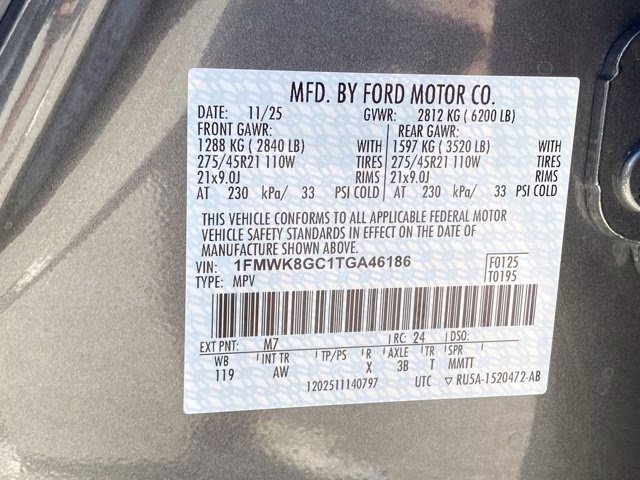 MFD. BY FORD MOTOR CO.
DATE: 11/25 GVWR: 2812 KG ( 6200 LB)
FRONT GAWR: REAR GAWR:
1288 KG ( 2840 LB) WITH 1597 KG ( 3520 LB) WITH
275/45R21 110W TIRES 275/45R21 110W TIRES
21x9.0J RIMS 21x9.0J RIMS
AT 230 kPa/ 33 PSI COLD AT 230 kPa/ 33 PSI COLD
THIS VEHICLE CONFORMS TO ALL APPLICABLE FEDERAL MOTOR
VEHICLE SAFETY STANDARDS IN EFFECT ON THE DATE OF
MANUFACTURE SHOWN ABOVE.
VIN: 1FMWK8GC1TGA46186 F0125
TYPE: MPV T0195
EXT PNT: M7 RC: 24 DSO:
WB INT TR TP/PS R AXLE TR SPR
119 AW X 3B T MMTT
1202511140797 UTC ▽ RU5A-1520472-AB